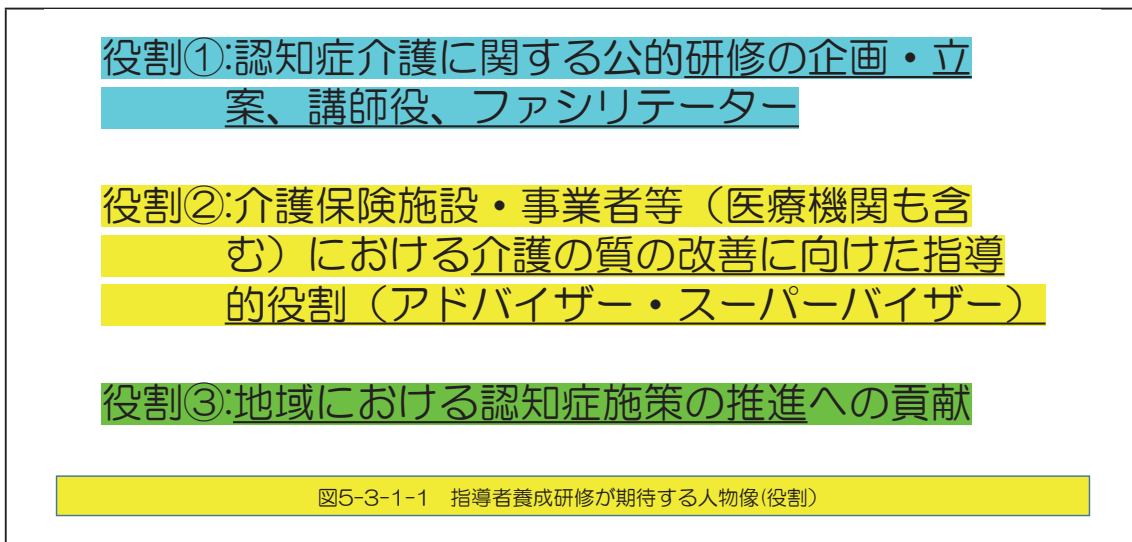 役割①:認知症介護に関する公的研修の企画・立
案、講師役、ファシリテーター
役割②:介護保険施設・事業者等（医療機関も含
む）における介護の質の改善に向けた指導
的役割（アドバイザー・スーパーバイザー）
役割③:地域における認知症施策の推進への貢献
図5-3-1-1　指導者養成研修が期待する人物像(役割）